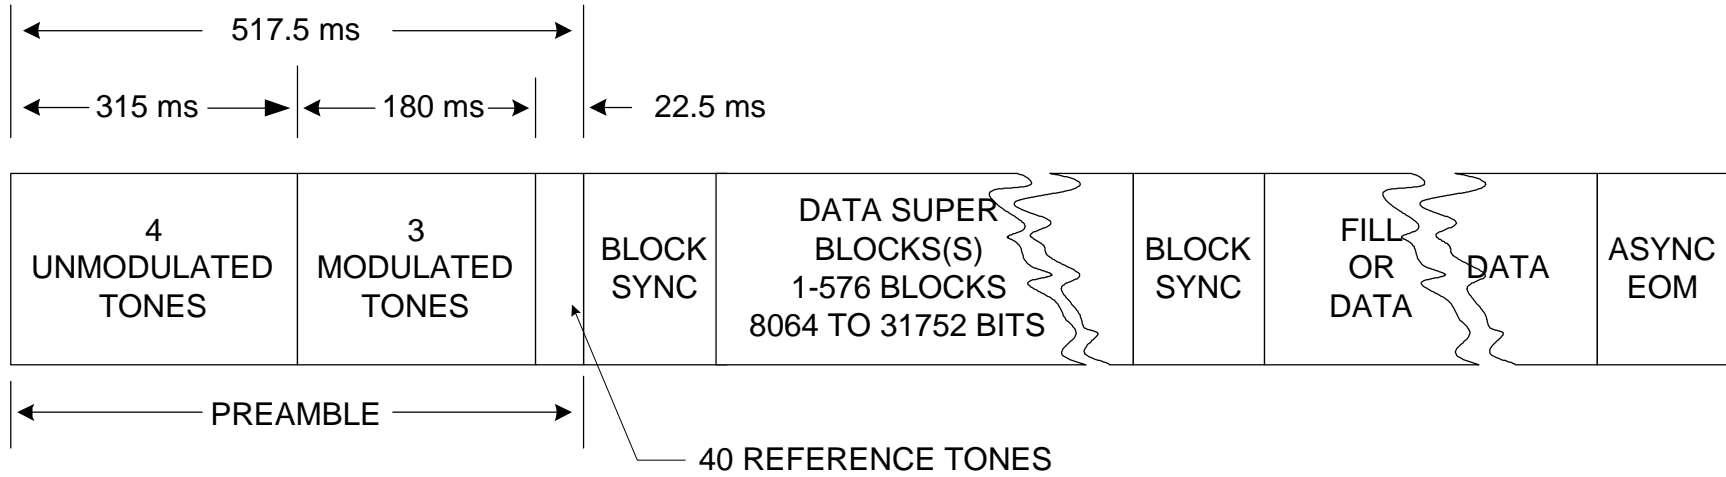 517.5 ms
315 ms
180 ms
22.5 ms
4
UNMODULATED
TONES
3
MODULATED
TONES
BLOCK
SYNC
DATA SUPER
BLOCKS(S)
1-576 BLOCKS
8064 TO 31752 BITS
BLOCK
SYNC
FILL
OR
DATA
DATA
ASYNC
EOM
PREAMBLE
40 REFERENCE TONES